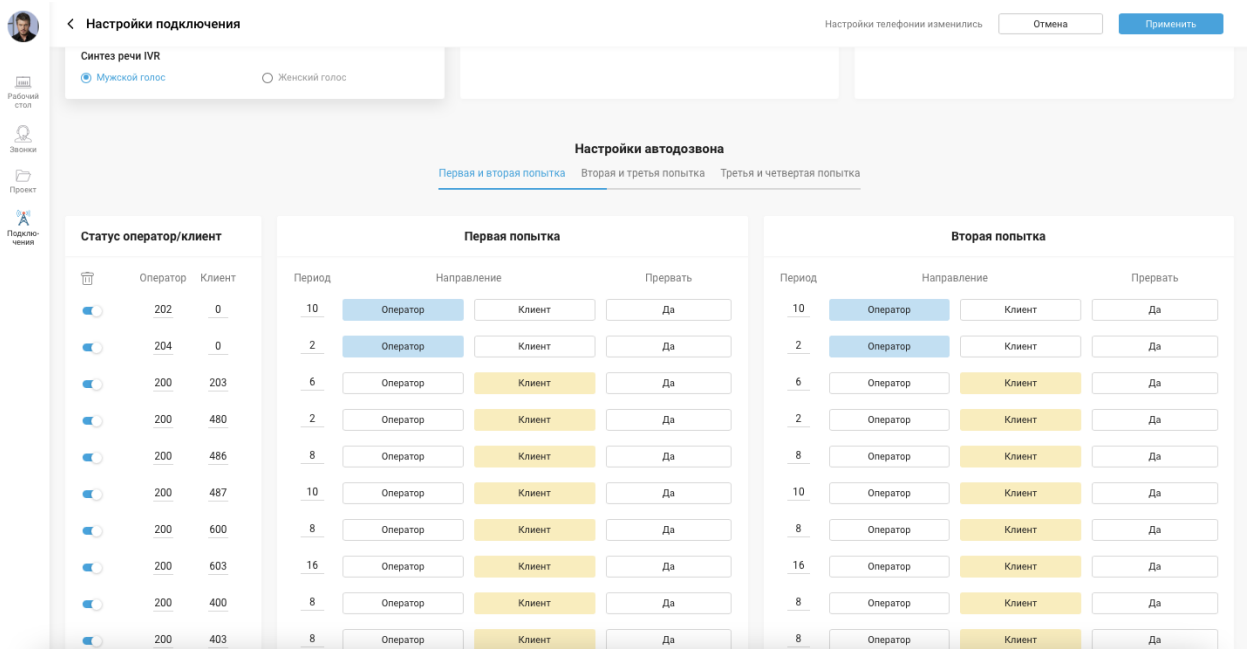 Настройки подключения
Настройки телефонии изменились
Отмена
Применить
Рабочий
стол
Звонки
Проект
Подклю-
чения
Синтез речи IVR
Мужской голос Женский голос
Настройки автодозвона
Первая и вторая попытка Вторая и третья попытка Третья и четвертая попытка
Статус оператор/клиент Первая попытка Вторая попытка
Оператор Клиент Период Направление Прервать Период Направление Прервать
202 0 10 Оператор Клиент Да 10 Оператор Клиент Да
204 0 2 Оператор Клиент Да 2 Оператор Клиент Да
200 203 6 Оператор Клиент Да 6 Оператор Клиент Да
200 480 2 Оператор Клиент Да 2 Оператор Клиент Да
200 486 8 Оператор Клиент Да 8 Оператор Клиент Да
200 487 10 Оператор Клиент Да 10 Оператор Клиент Да
200 600 8 Оператор Клиент Да 8 Оператор Клиент Да
200 603 16 Оператор Клиент Да 16 Оператор Клиент Да
200 400 8 Оператор Клиент Да 8 Оператор Клиент Да
200 403 8 Оператор Клиент Да 8 Оператор Клиент Да